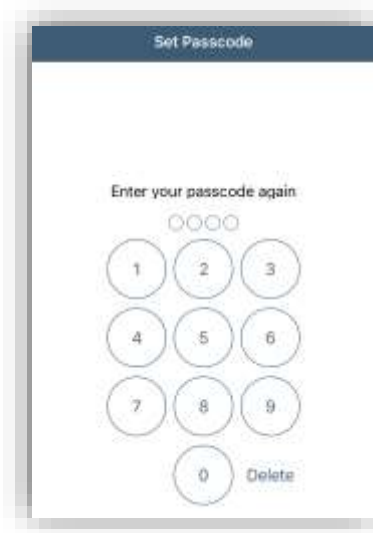 Set Passcode
Enter your passcode again
1 2 3
4 5 6
7 8 9
0 Delete